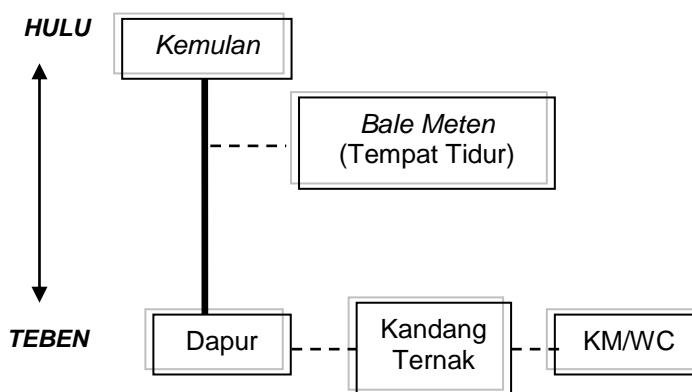 HULU
Kemulan
Bale Meten
(Tempat Tidur)
TEBEN
Dapur
Kandang
Ternak
KM/WC